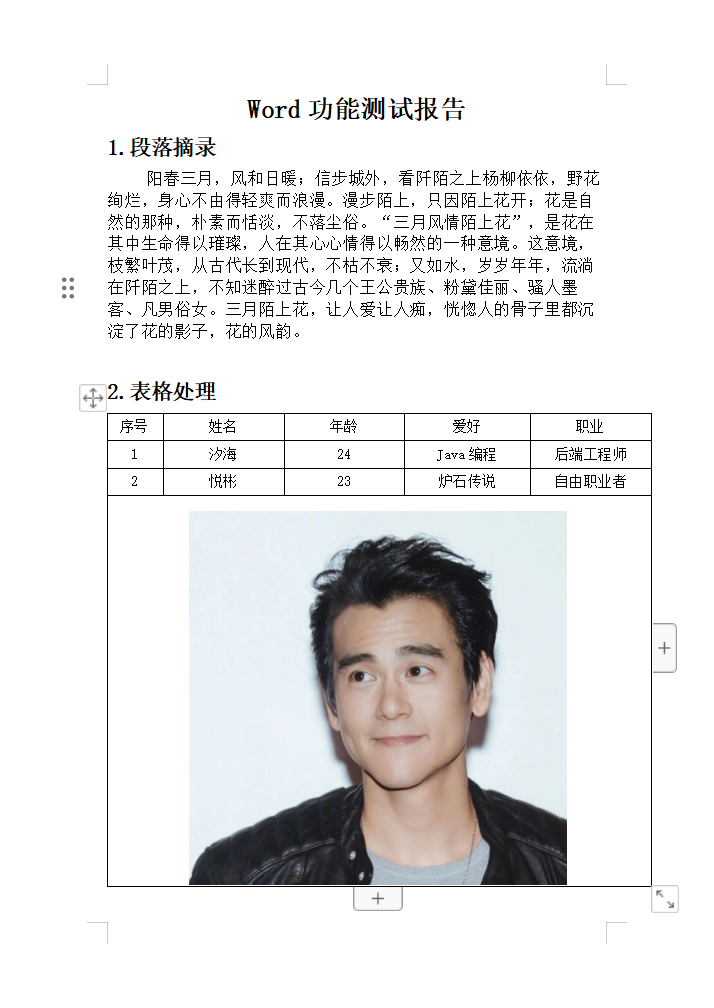 Word功能测试报告
1.段落摘录
阳春三月，风和日暖；信步城外，看阡陌之上杨柳依依，野花
绚烂，身心不由得轻爽而浪漫。漫步陌上，只因陌上花开；花是自
然的那种，朴素而恬淡，不落尘俗。“三月风情陌上花”，是花在
其中生命得以璀璨，人在其心心情得以畅然的一种意境。这意境，
枝繁叶茂，从古代长到现代，不枯不衰；又如水，岁岁年年，流淌
在阡陌之上，不知迷醉过古今几个王公贵族、粉黛佳丽、骚人墨
客、凡男俗女。三月陌上花，让人爱让人痴，恍惚人的骨子里都沉
淀了花的影子，花的风韵。
2.表格处理
序号 姓名 年龄 爱好 职业
1 汐海 24 Java编程 后端工程师
2 悦彬 23 炉石传说 自由职业者